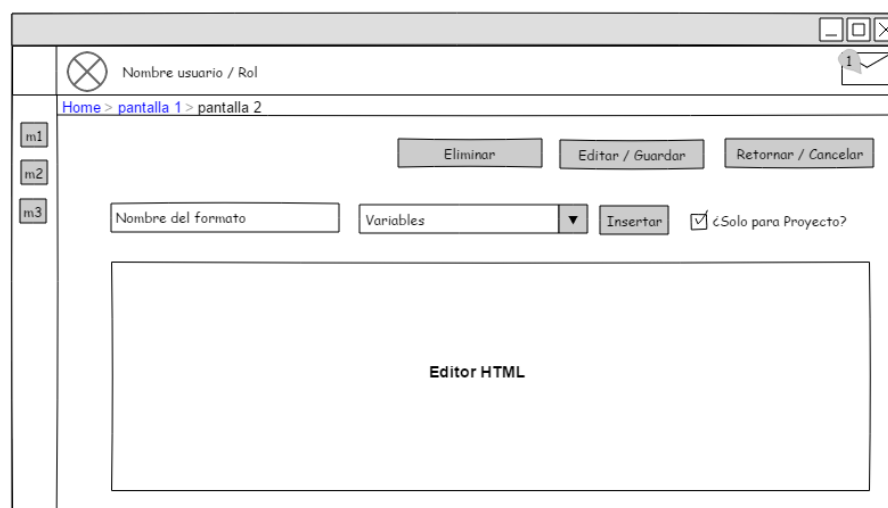 1
Nombre usuario / Rol
Home > pantalla 1 > pantalla 2
m1
m2
m3
Eliminar
Editar / Guardar
Retornar / Cancelar
Nombre del formato
Variables
Insertar
¿Solo para Proyecto?
Editor HTML